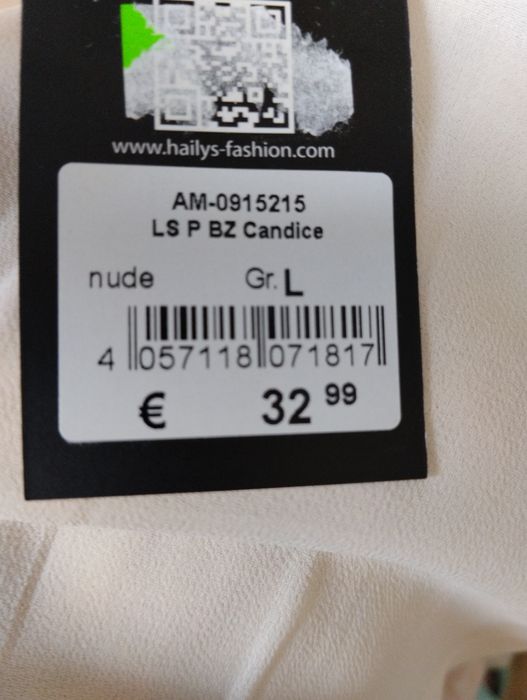 www.hailys-fashion.com
AM-0915215
LS P BZ Candice
nude Gr. L
4 057118 071817
€ 32 99